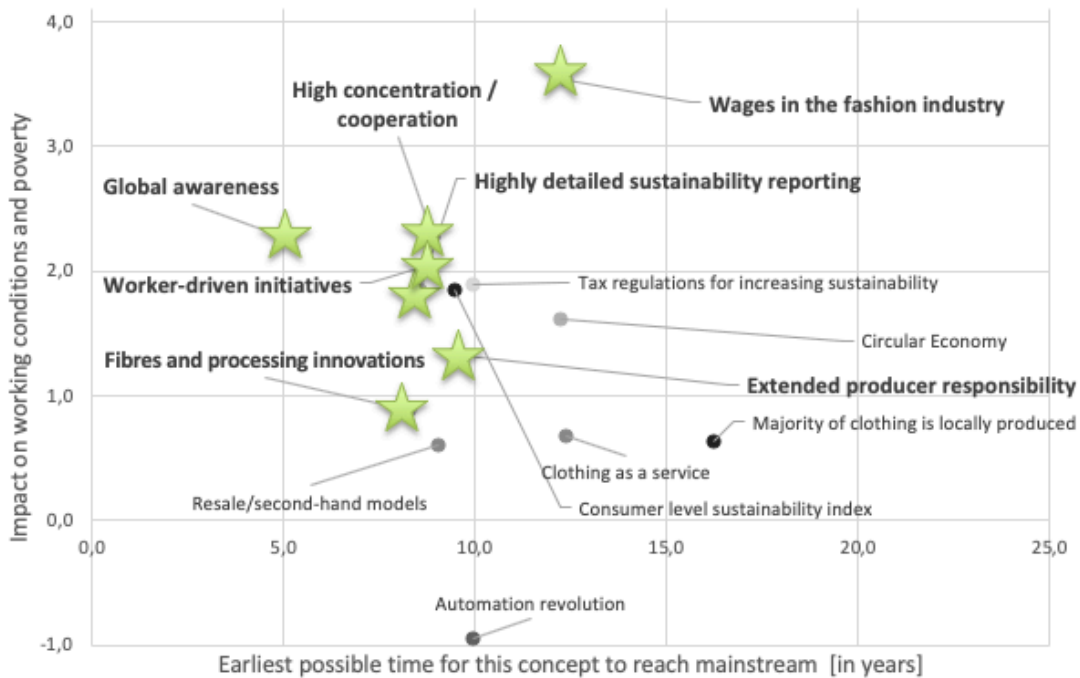 4,0
High concentration /
cooperation
Wages in the fashion industry
3,0
Global awareness
Highly detailed sustainability reporting
2,0
Worker-driven initiatives
Tax regulations for increasing sustainability
Circular Economy
Fibres and processing innovations
Extended producer responsibility
1,0
Majority of clothing is locally produced
Clothing as a service
Resale/second-hand models
Consumer level sustainability index
0,0
0,0 5,0 10,0 15,0 20,0 25,0
Automation revolution
-1,0
Impact on working conditions and poverty
Earliest possible time for this concept to reach mainstream [in years]